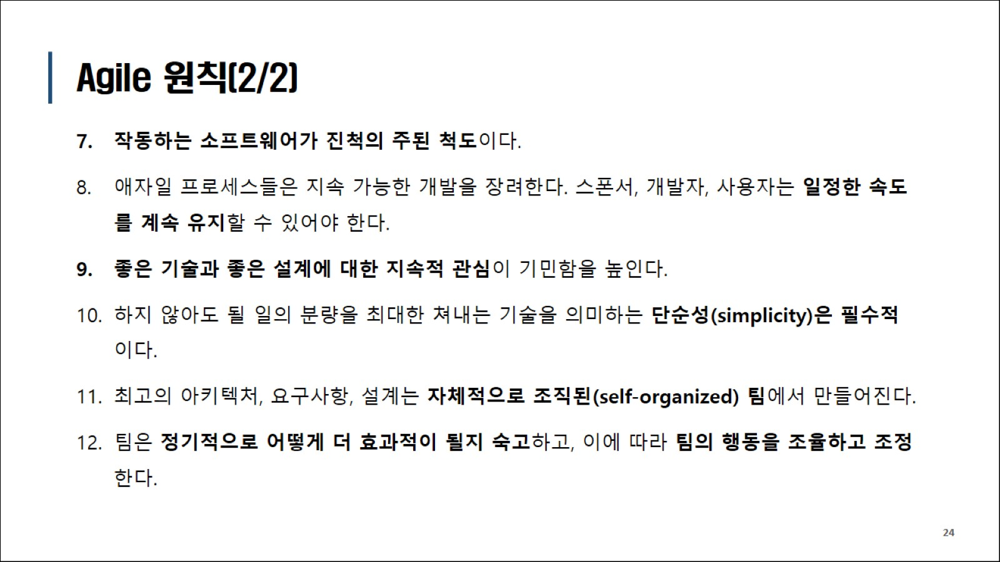 Agile 원칙(2/2)
7. 작동하는 소프트웨어가 진척의 주된 척도이다.
8. 애자일 프로세스들은 지속 가능한 개발을 장려한다. 스폰서, 개발자, 사용자는 일정한 속도
를 계속 유지할 수 있어야 한다.
9. 좋은 기술과 좋은 설계에 대한 지속적 관심이 기민함을 높인다.
10. 하지 않아도 될 일의 분량을 최대한 쳐내는 기술을 의미하는 단순성(simplicity)은 필수적
이다.
11. 최고의 아키텍처, 요구사항, 설계는 자체적으로 조직된(self-organized) 팀에서 만들어진다.
12. 팀은 정기적으로 어떻게 더 효과적이 될지 숙고하고, 이에 따라 팀의 행동을 조율하고 조정
한다.
24